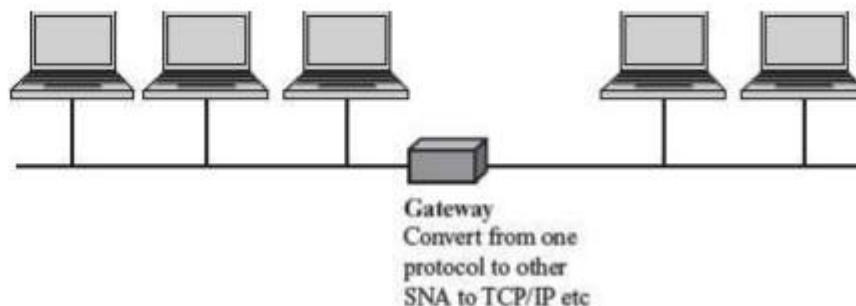 Gateway
Convert from one
protocol to other
SNA to TCP/IP etc